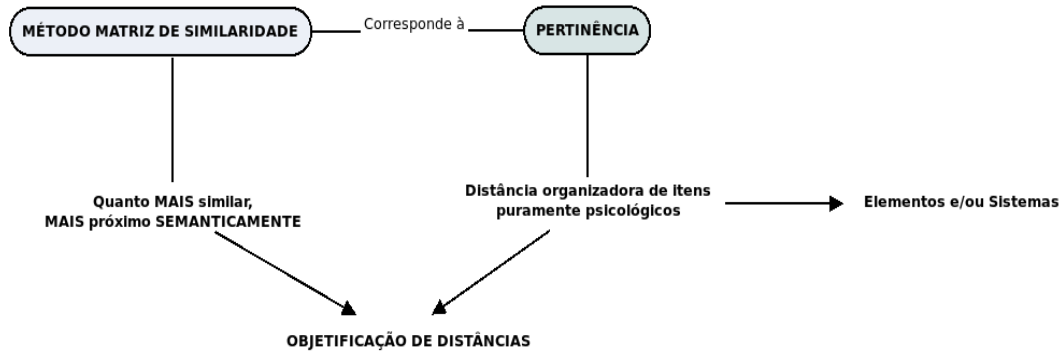 MÉTODO MATRIZ DE SIMILARIDADE
Corresponde à
PERTINÊNCIA
Quanto MAIS similar,
MAIS próximo SEMANTICAMENTE
Distância organizadora de itens
puramente psicológicos
Elementos e/ou Sistemas
OBJETIFICAÇÃO DE DISTÂNCIAS